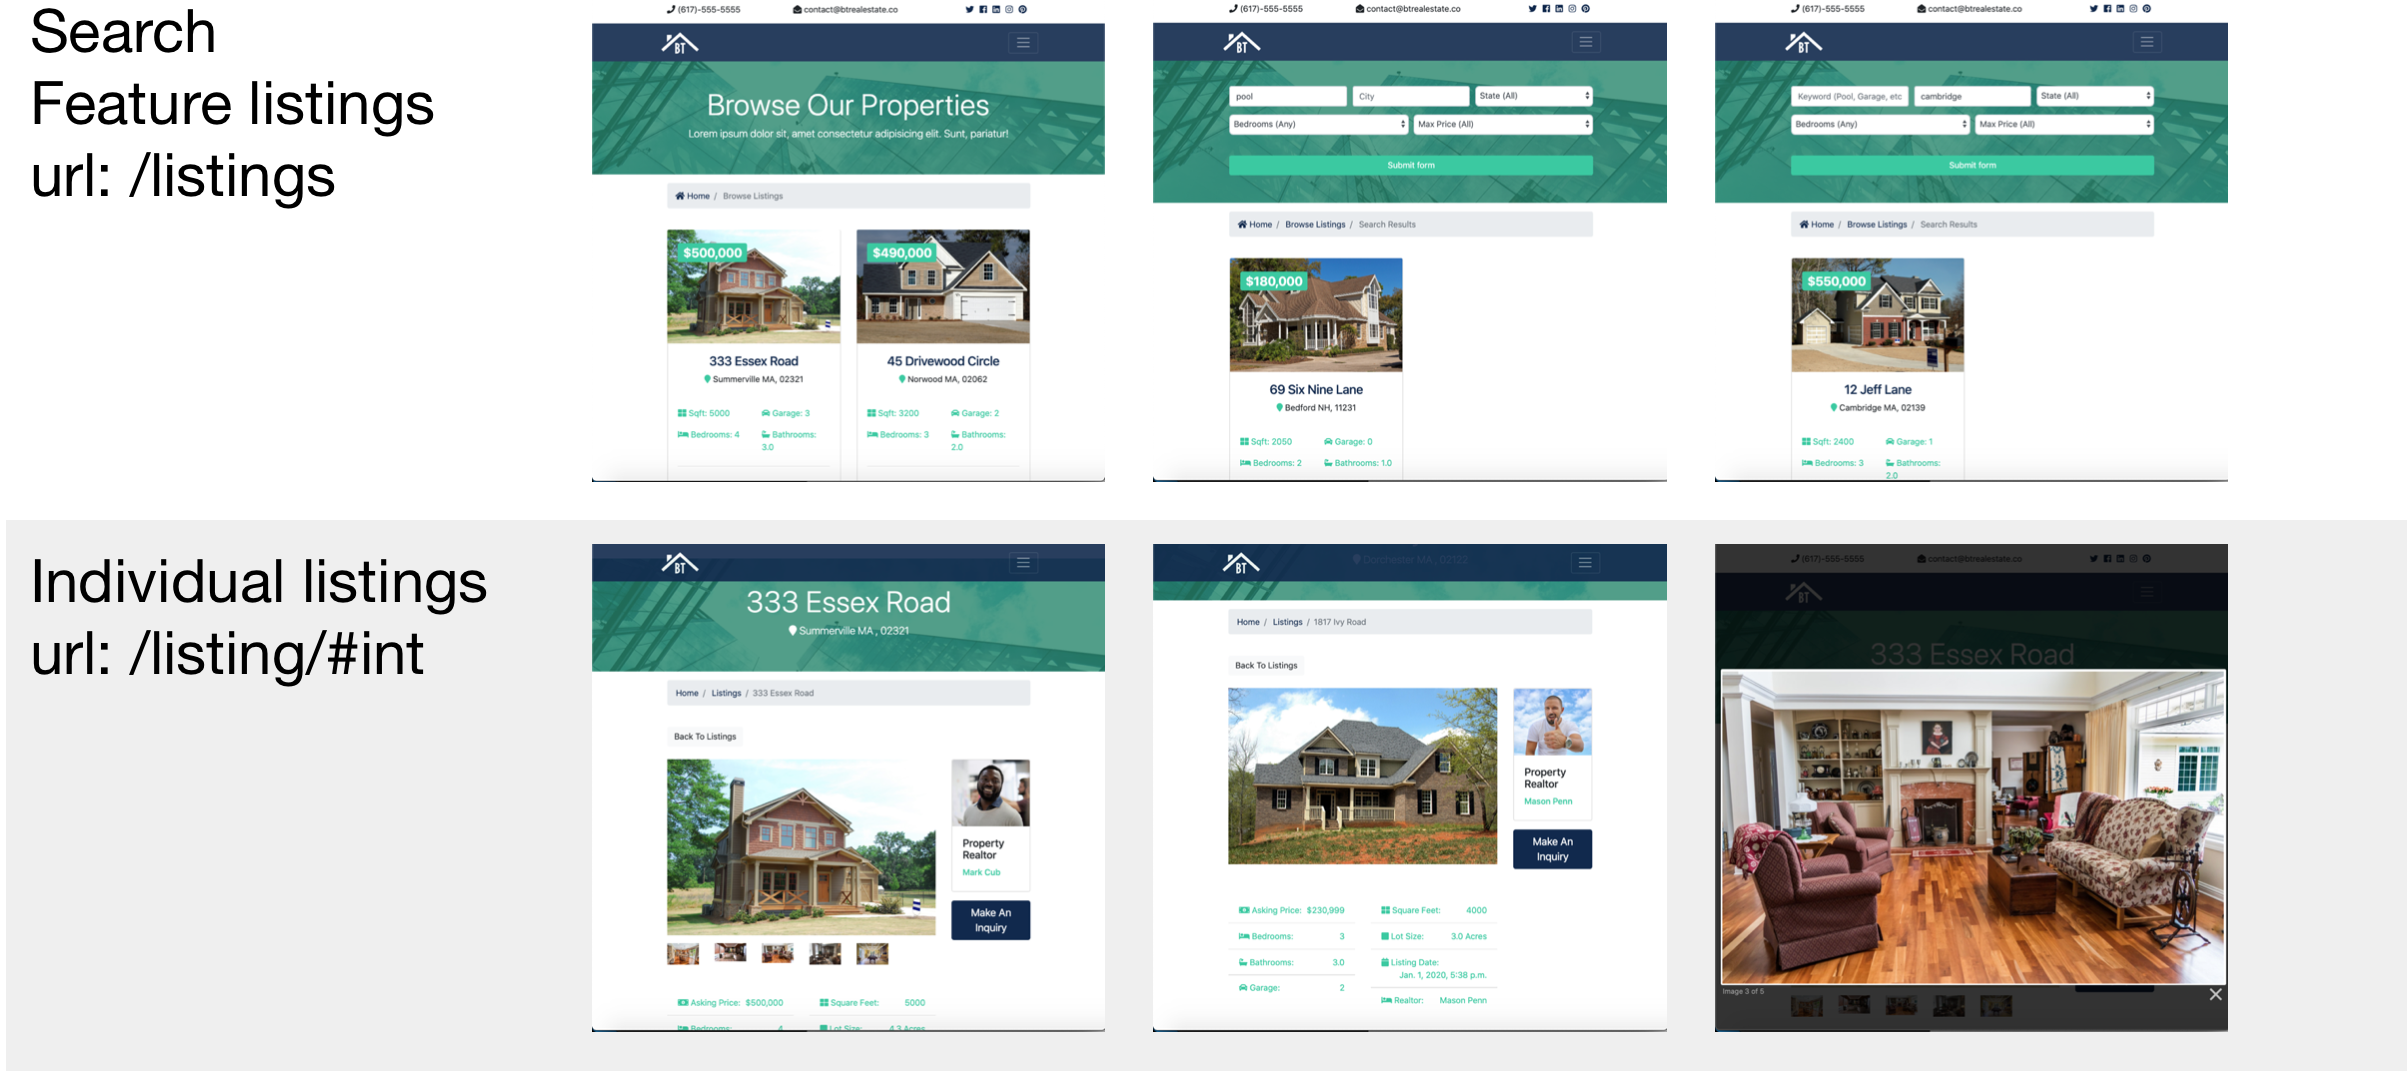 Search
Feature listings
url: /listings
(617)-555-5555 contact@btrealestate.co
BT
Browse Our Properties
Lorem ipsum dolor sit, amet consectetur adipisicing elit. Sunt, pariatur!
Home / Browse Listings
$500,000
333 Essex Road
Summerville MA, 02321
Sqft: 5000 Garage: 3
Bedrooms: 4 Bathrooms:
3.0
$490,000
45 Drivewood Circle
Norwood MA, 02062
Sqft: 3200 Garage: 2
Bedrooms: 3 Bathrooms:
2.0
(617)-555-5555 contact@btrealestate.co
BT
pool City State (All)
Bedrooms (Any) Max Price (All)
Submit form
Home / Browse Listings / Search Results
$180,000
69 Six Nine Lane
Bedford NH, 11231
Sqft: 2050 Garage: 0
Bedrooms: 2 Bathrooms: 1.0
(617)-555-5555 contact@btrealestate.co
BT
Keyword (Pool, Garage, etc cambridge State (All)
Bedrooms (Any) Max Price (All)
Submit form
Home / Browse Listings / Search Results
$550,000
12 Jeff Lane
Cambridge MA, 02139
Sqft: 2400 Garage: 1
Bedrooms: 3 Bathrooms:
2.0
Individual listings
url: /listing/#int
BT
333 Essex Road
Summerville MA , 02321
Home / Listings / 333 Essex Road
Back To Listings
Property
Realtor
Mark Cub
Make An
Inquiry
Asking Price: $500,000 Square Feet: 5000
Bedrooms: 4 Lot Size: 4.3 Acres
BT
Dorchester MA , 02122
Home / Listings / 1817 Ivy Road
Back To Listings
Property
Realtor
Mason Penn
Make An
Inquiry
Asking Price: $230,999 Square Feet: 4000
Bedrooms: 3 Lot Size: 3.0 Acres
Bathrooms: 3.0 Listing Date:
Jan. 1, 2020, 5:38 p.m.
Garage: 2 Realtor: Mason Penn
(617)-555-5555 contact@btrealestate.co
BT
333 Essex Road
Image 3 of 5